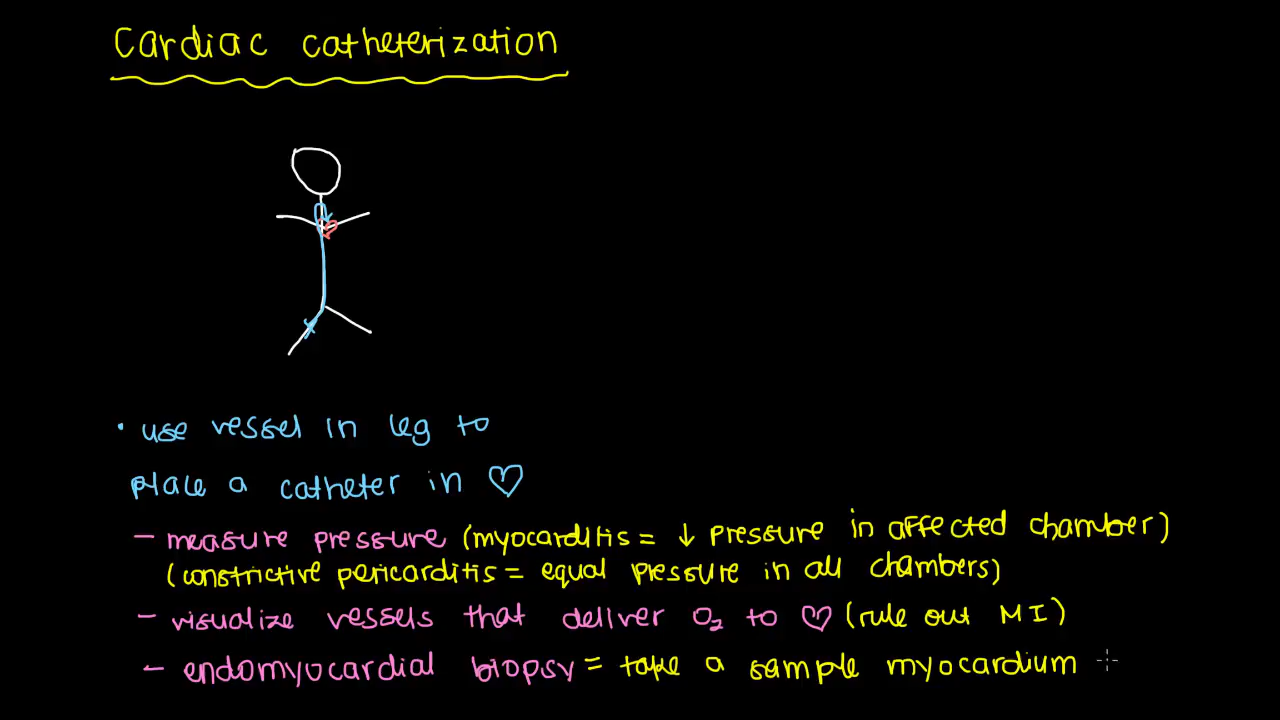 Cardiac catheterization
• use vessel in leg to
place a catheter in ♡
- measure pressure (myocarditis = ↓ pressure in affected chamber)
(constrictive pericarditis = equal pressure in all chambers)
- visualize vessels that deliver O₂ to ♡ (rule out MI)
- endomyocardial biopsy = take a sample myocardium